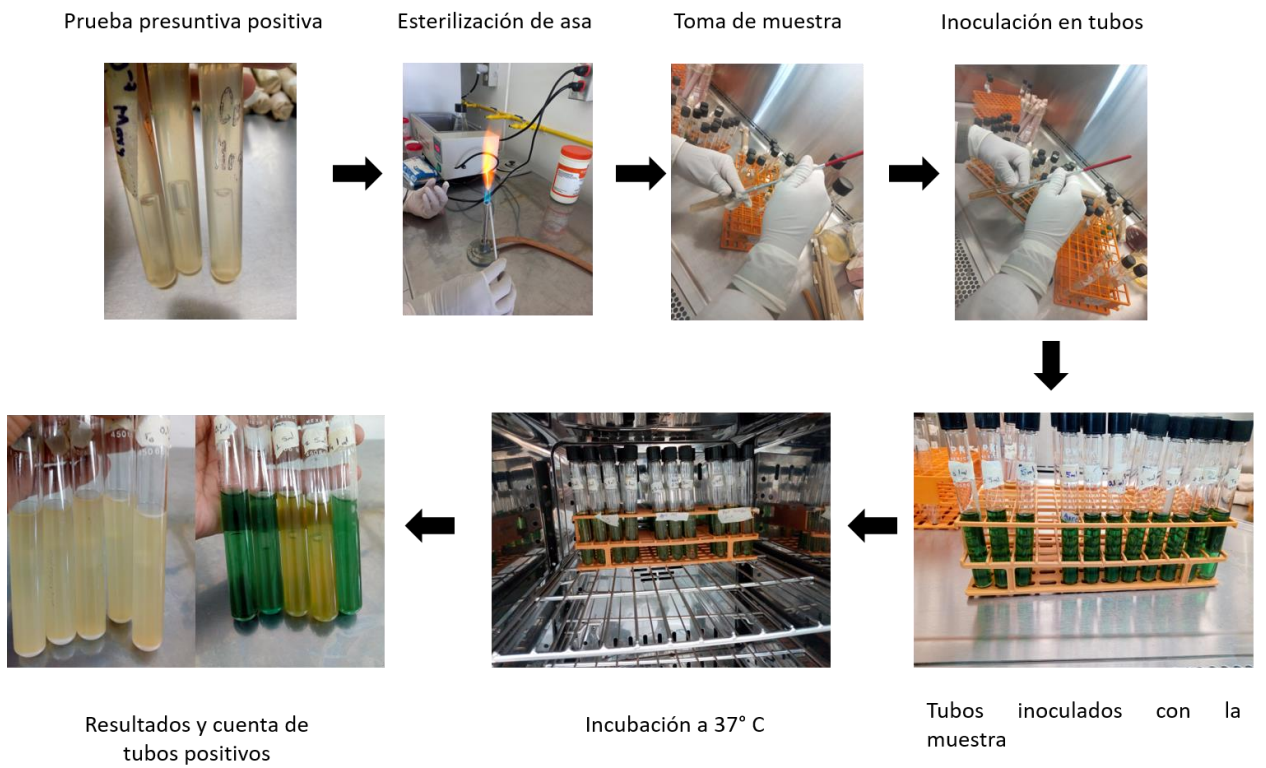 Prueba presuntiva positiva
Esterilización de asa
Toma de muestra
Inoculación en tubos
Resultados y cuenta de
tubos positivos
Incubación a 37° C
Tubos inoculados con la
muestra